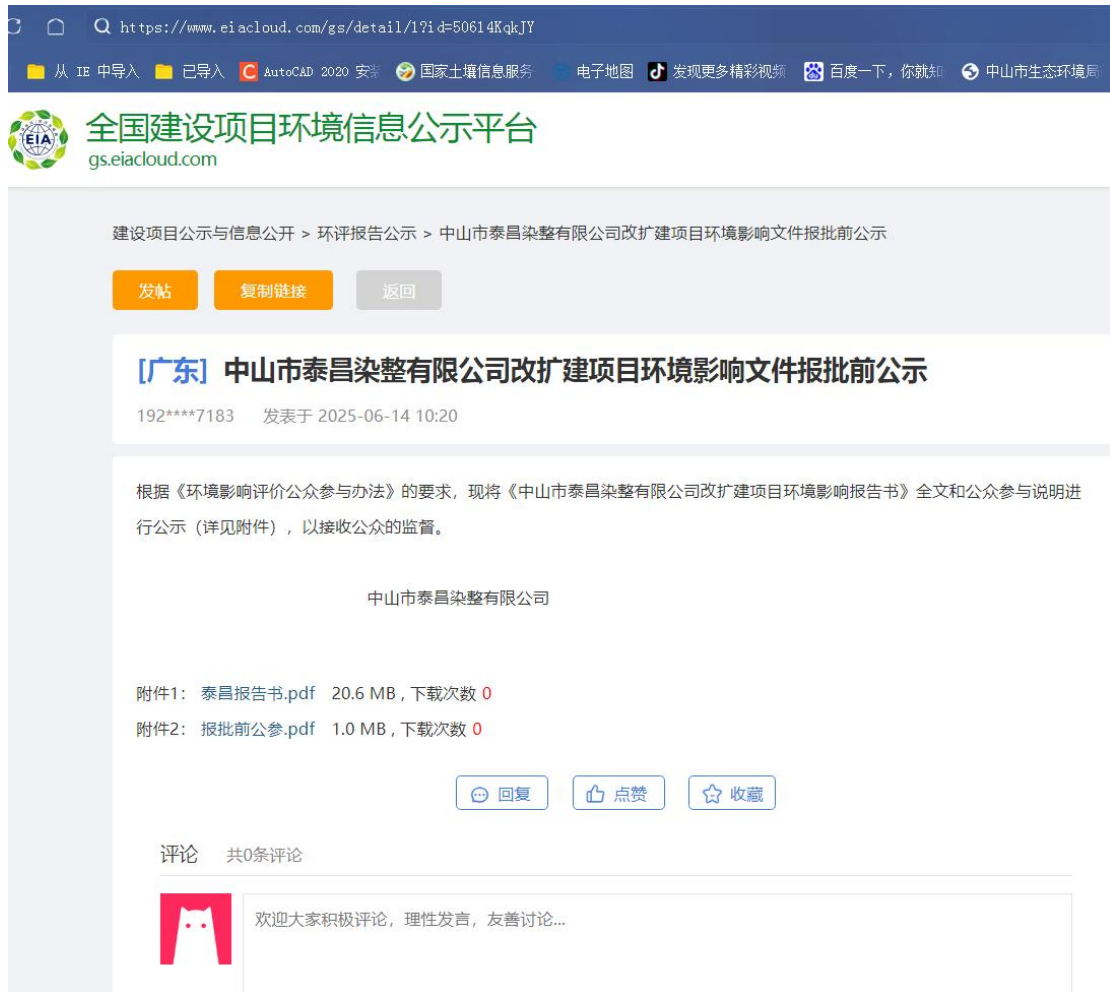 https://www.eiacloud.com/gs/detail/1?id=50614KqkJY
从 IE 中导入 已导入 AutoCAD 2020 安装 国家土壤信息服务 电子地图 发现更多精彩视频 百度一下，你就知 中山市生态环境局
EIA
全国建设项目环境信息公示平台
gs.eiacloud.com
建设项目公示与信息公开 > 环评报告公示 > 中山市泰昌染整有限公司改扩建项目环境影响文件报批前公示
发帖 复制链接 返回
[广东] 中山市泰昌染整有限公司改扩建项目环境影响文件报批前公示
192****7183 发表于 2025-06-14 10:20
根据《环境影响评价公众参与办法》的要求，现将《中山市泰昌染整有限公司改扩建项目环境影响报告书》全文和公众参与说明进
行公示（详见附件），以接收公众的监督。
中山市泰昌染整有限公司
附件1： 泰昌报告书.pdf 20.6 MB , 下载次数 0
附件2： 报批前公参.pdf 1.0 MB , 下载次数 0
回复 点赞 收藏
评论 共0条评论
欢迎大家积极评论，理性发言，友善讨论...